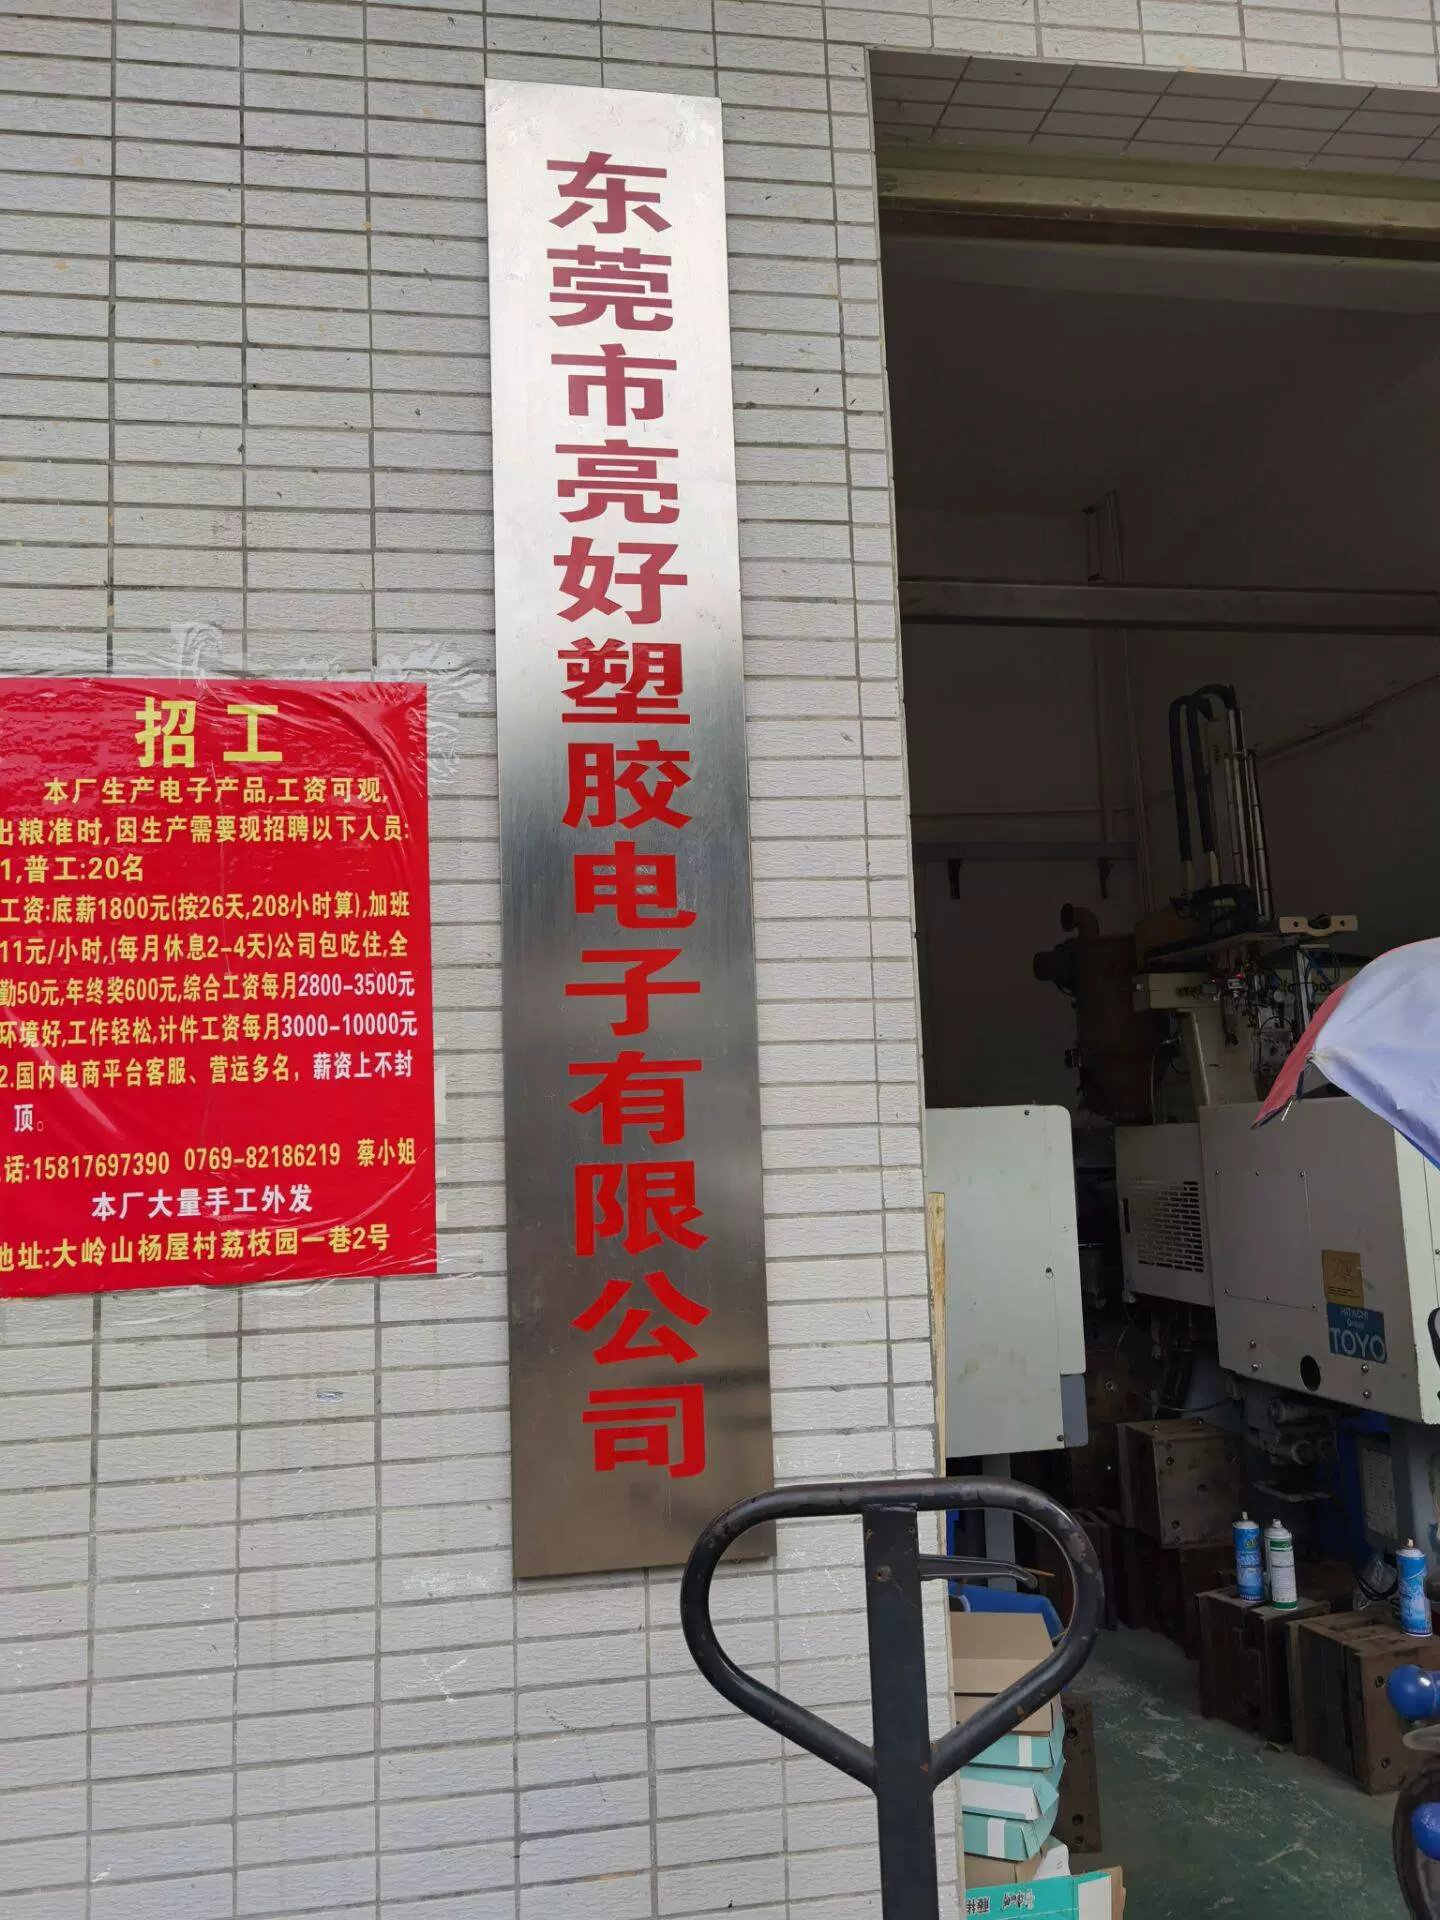 东莞市亮好塑胶电子有限公司
招工
本厂生产电子产品,工资可观,
出粮准时,因生产需要现招聘以下人员:
1,普工:20名
工资:底薪1800元(按26天,208小时算),加班
11元/小时,(每月休息2-4天)公司包吃住,全
勤50元,年终奖600元,综合工资每月2800-3500元
环境好,工作轻松,计件工资每月3000-10000元
2.国内电商平台客服、营运多名，薪资上不封
顶。
话:15817697390 0769-82186219 蔡小姐
本厂大量手工外发
地址:大岭山杨屋村荔枝园一巷2号
HITACHI
TOYO